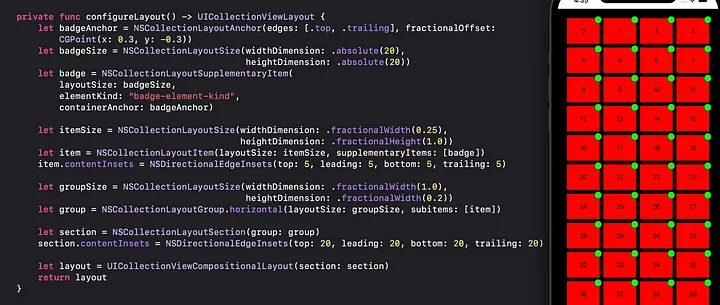 private func configureLayout() -> UICollectionViewLayout {
let badgeAnchor = NSCollectionLayoutAnchor(edges: [.top, .trailing], fractionalOffset:
CGPoint(x: 0.3, y: -0.3))
let badgeSize = NSCollectionLayoutSize(widthDimension: .absolute(20),
heightDimension: .absolute(20))
let badge = NSCollectionLayoutSupplementaryItem(
layoutSize: badgeSize,
elementKind: "badge-element-kind",
containerAnchor: badgeAnchor)
let itemSize = NSCollectionLayoutSize(widthDimension: .fractionalWidth(0.25),
heightDimension: .fractionalHeight(1.0))
let item = NSCollectionLayoutItem(layoutSize: itemSize, supplementaryItems: [badge])
item.contentInsets = NSDirectionalEdgeInsets(top: 5, leading: 5, bottom: 5, trailing: 5)
let groupSize = NSCollectionLayoutSize(widthDimension: .fractionalWidth(1.0),
heightDimension: .fractionalWidth(0.2))
let group = NSCollectionLayoutGroup.horizontal(layoutSize: groupSize, subitems: [item])
let section = NSCollectionLayoutSection(group: group)
section.contentInsets = NSDirectionalEdgeInsets(top: 20, leading: 20, bottom: 20, trailing: 20)
let layout = UICollectionViewCompositionalLayout(section: section)
return layout
}
0 1 2 3
4 5 6 7
8 9 10 11
12 13 14 15
16 17 18 19
20 21 22 23
24 25 26 27
28 29 30 31
32 33 34 35
36 37 38 39